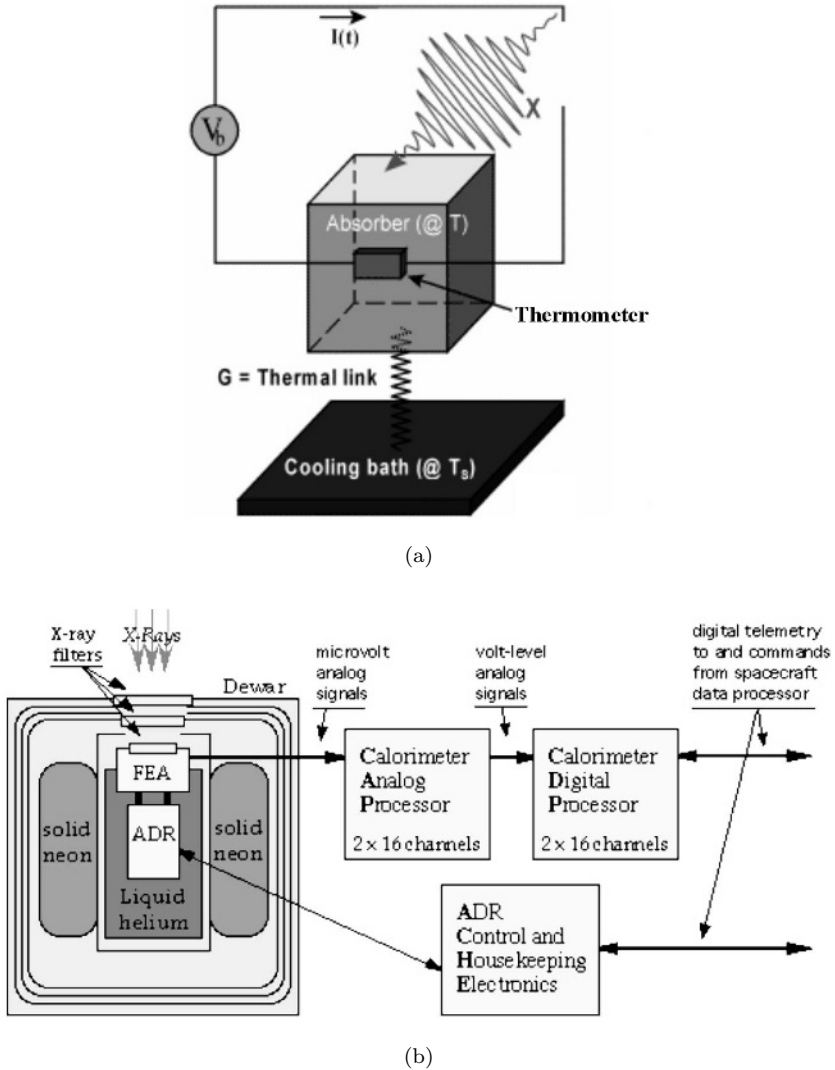 I(t)
X
V_b
Absorber (@ T)
Thermometer
G = Thermal link
Cooling bath (@ T_s)
(a)
X-ray
filters
X-Rays
Dewar
microvolt
analog
signals
volt-level
analog
signals
digital telemetry
to and commands
from spacecraft
data processor
FEA
ADR
solid
neon
solid
neon
Liquid
helium
Calorimeter
Analog
Processor
2 × 16 channels
Calorimeter
Digital
Processor
2 × 16 channels
ADR
Control and
Housekeeping
Electronics
(b)